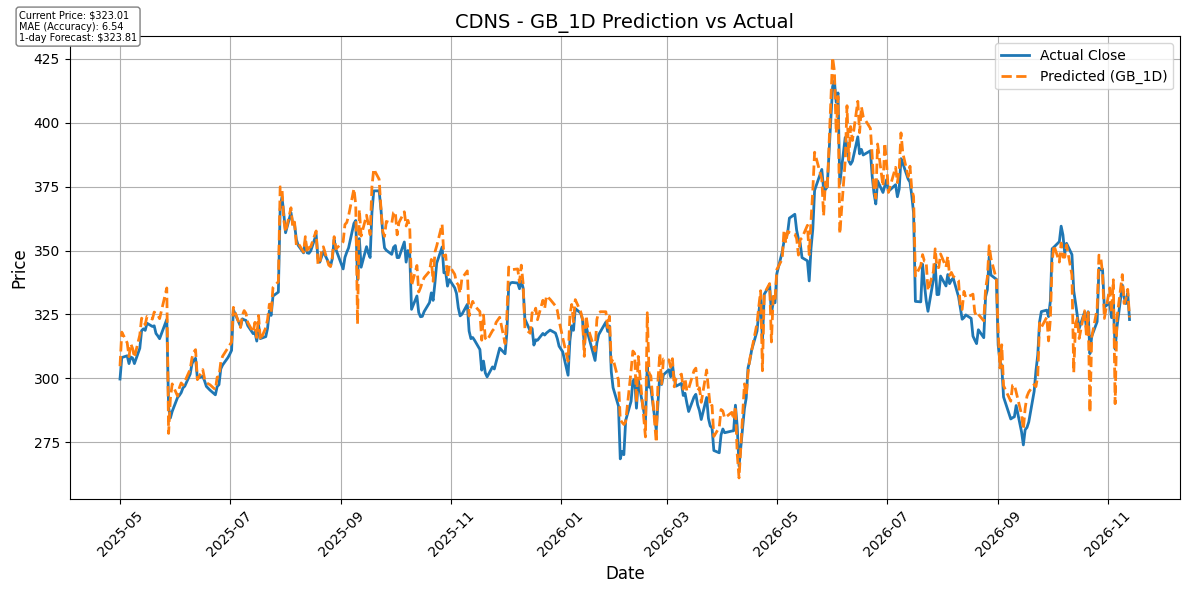 Current Price: $323.01
MAE (Accuracy): 6.54
1-day Forecast: $323.81
CDNS - GB_1D Prediction vs Actual
Actual Close
Predicted (GB_1D)
Price
425
400
375
350
325
300
275
2025-05
2025-07
2025-09
2025-11
2026-01
2026-03
2026-05
2026-07
2026-09
2026-11
Date